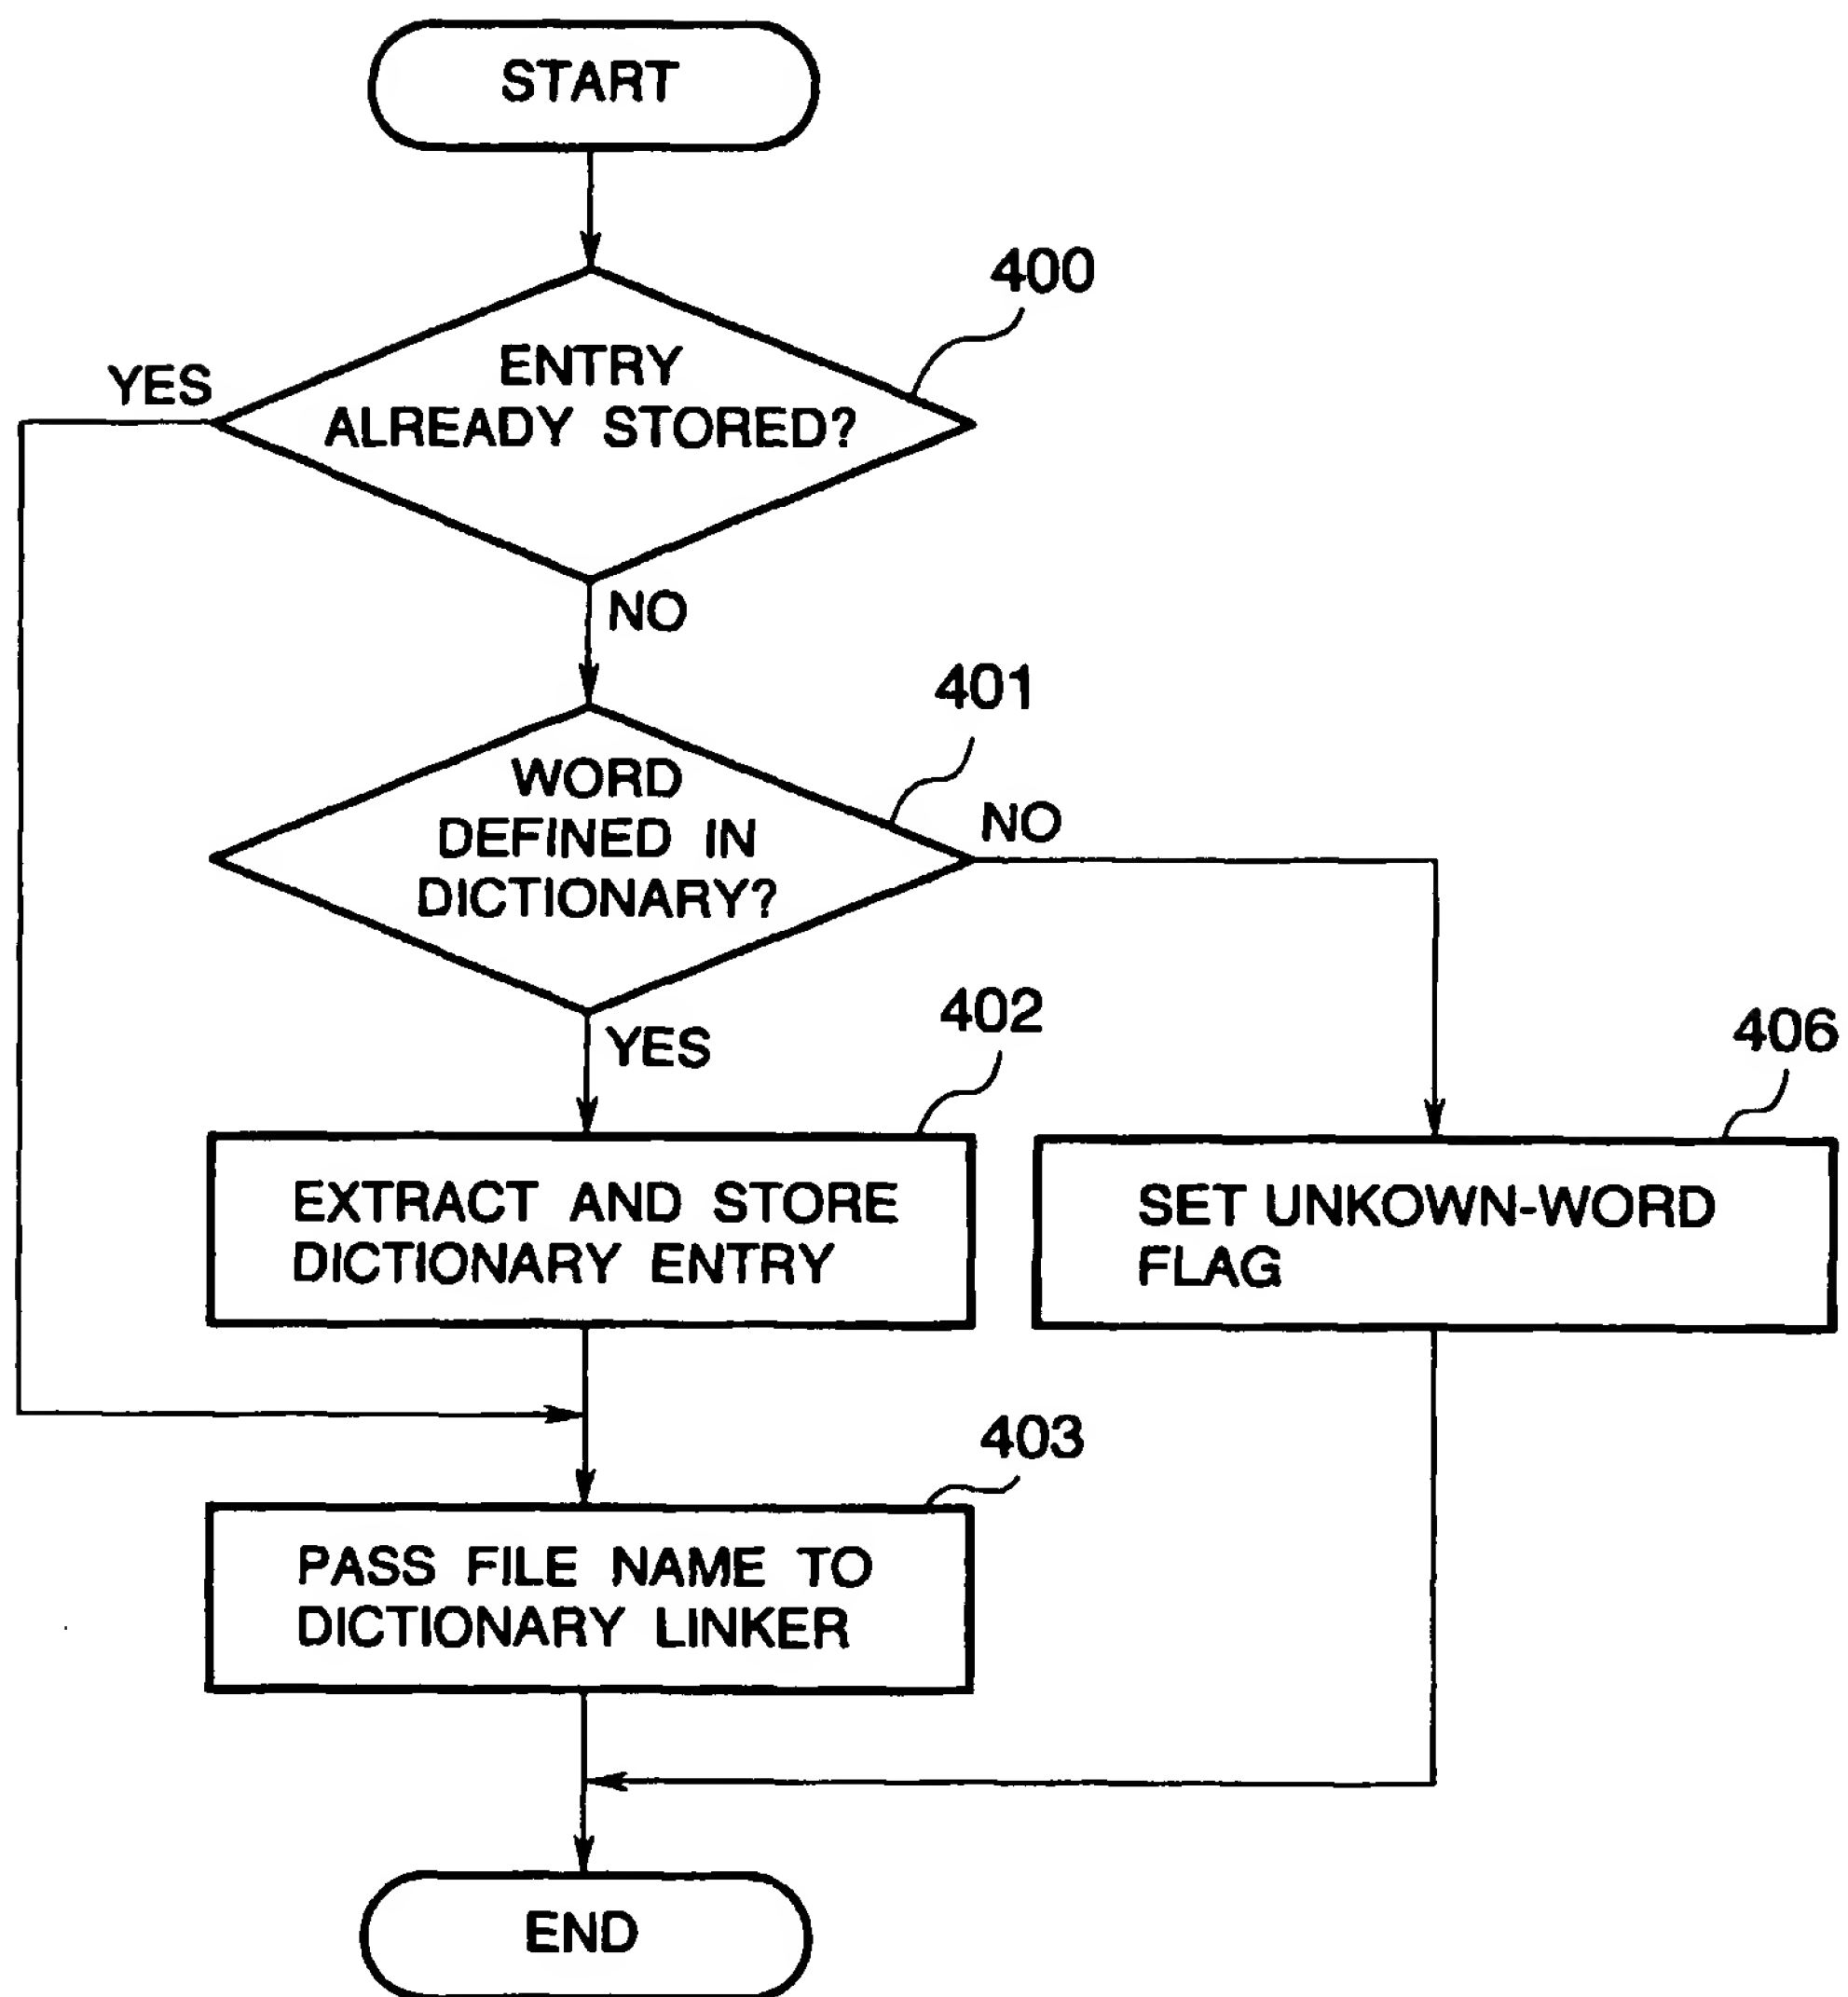 START
400
YES
ENTRY
ALREADY STORED?
NO
401
WORD
DEFINED IN
DICTIONARY?
NO
YES
402
406
EXTRACT AND STORE
DICTIONARY ENTRY
SET UNKOWN-WORD
FLAG
403
PASS FILE NAME TO
DICTIONARY LINKER
END